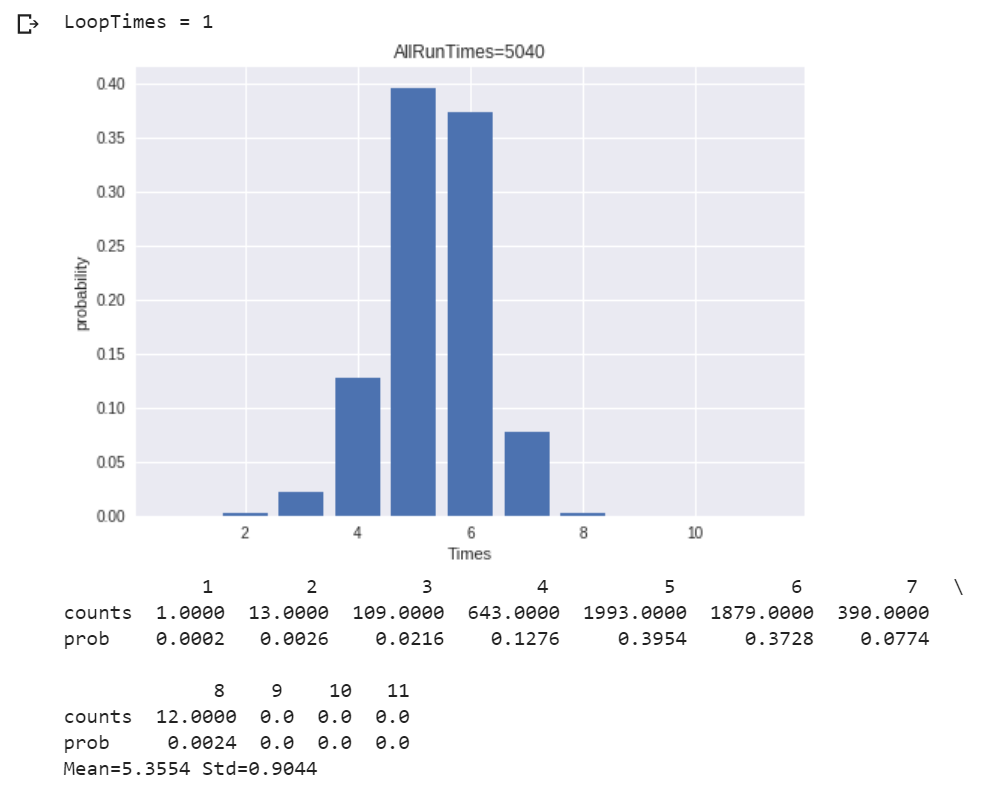 LoopTimes = 1
AllRunTimes=5040
0.40
0.35
0.30
0.25
0.20
0.15
0.10
0.05
0.00
probability
2 4 6 8 10
Times
1 2 3 4 5 6 7 \
counts 1.0000 13.0000 109.0000 643.0000 1993.0000 1879.0000 390.0000
prob 0.0002 0.0026 0.0216 0.1276 0.3954 0.3728 0.0774
8 9 10 11
counts 12.0000 0.0 0.0 0.0
prob 0.0024 0.0 0.0 0.0
Mean=5.3554 Std=0.9044